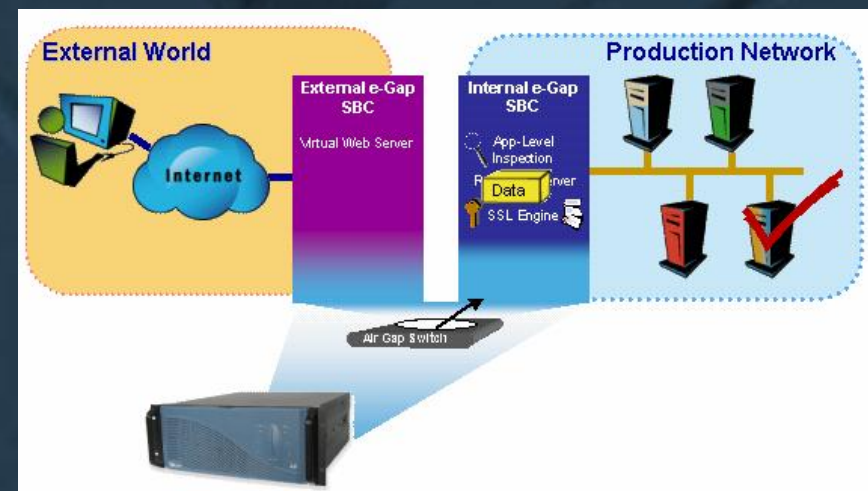 External World
Production Network
External e-Gap
SBC
Virtual Web Server
Internet
Internal e-Gap
SBC
App-Level
Inspection
Data
SSL Engine
Air Gap Switch